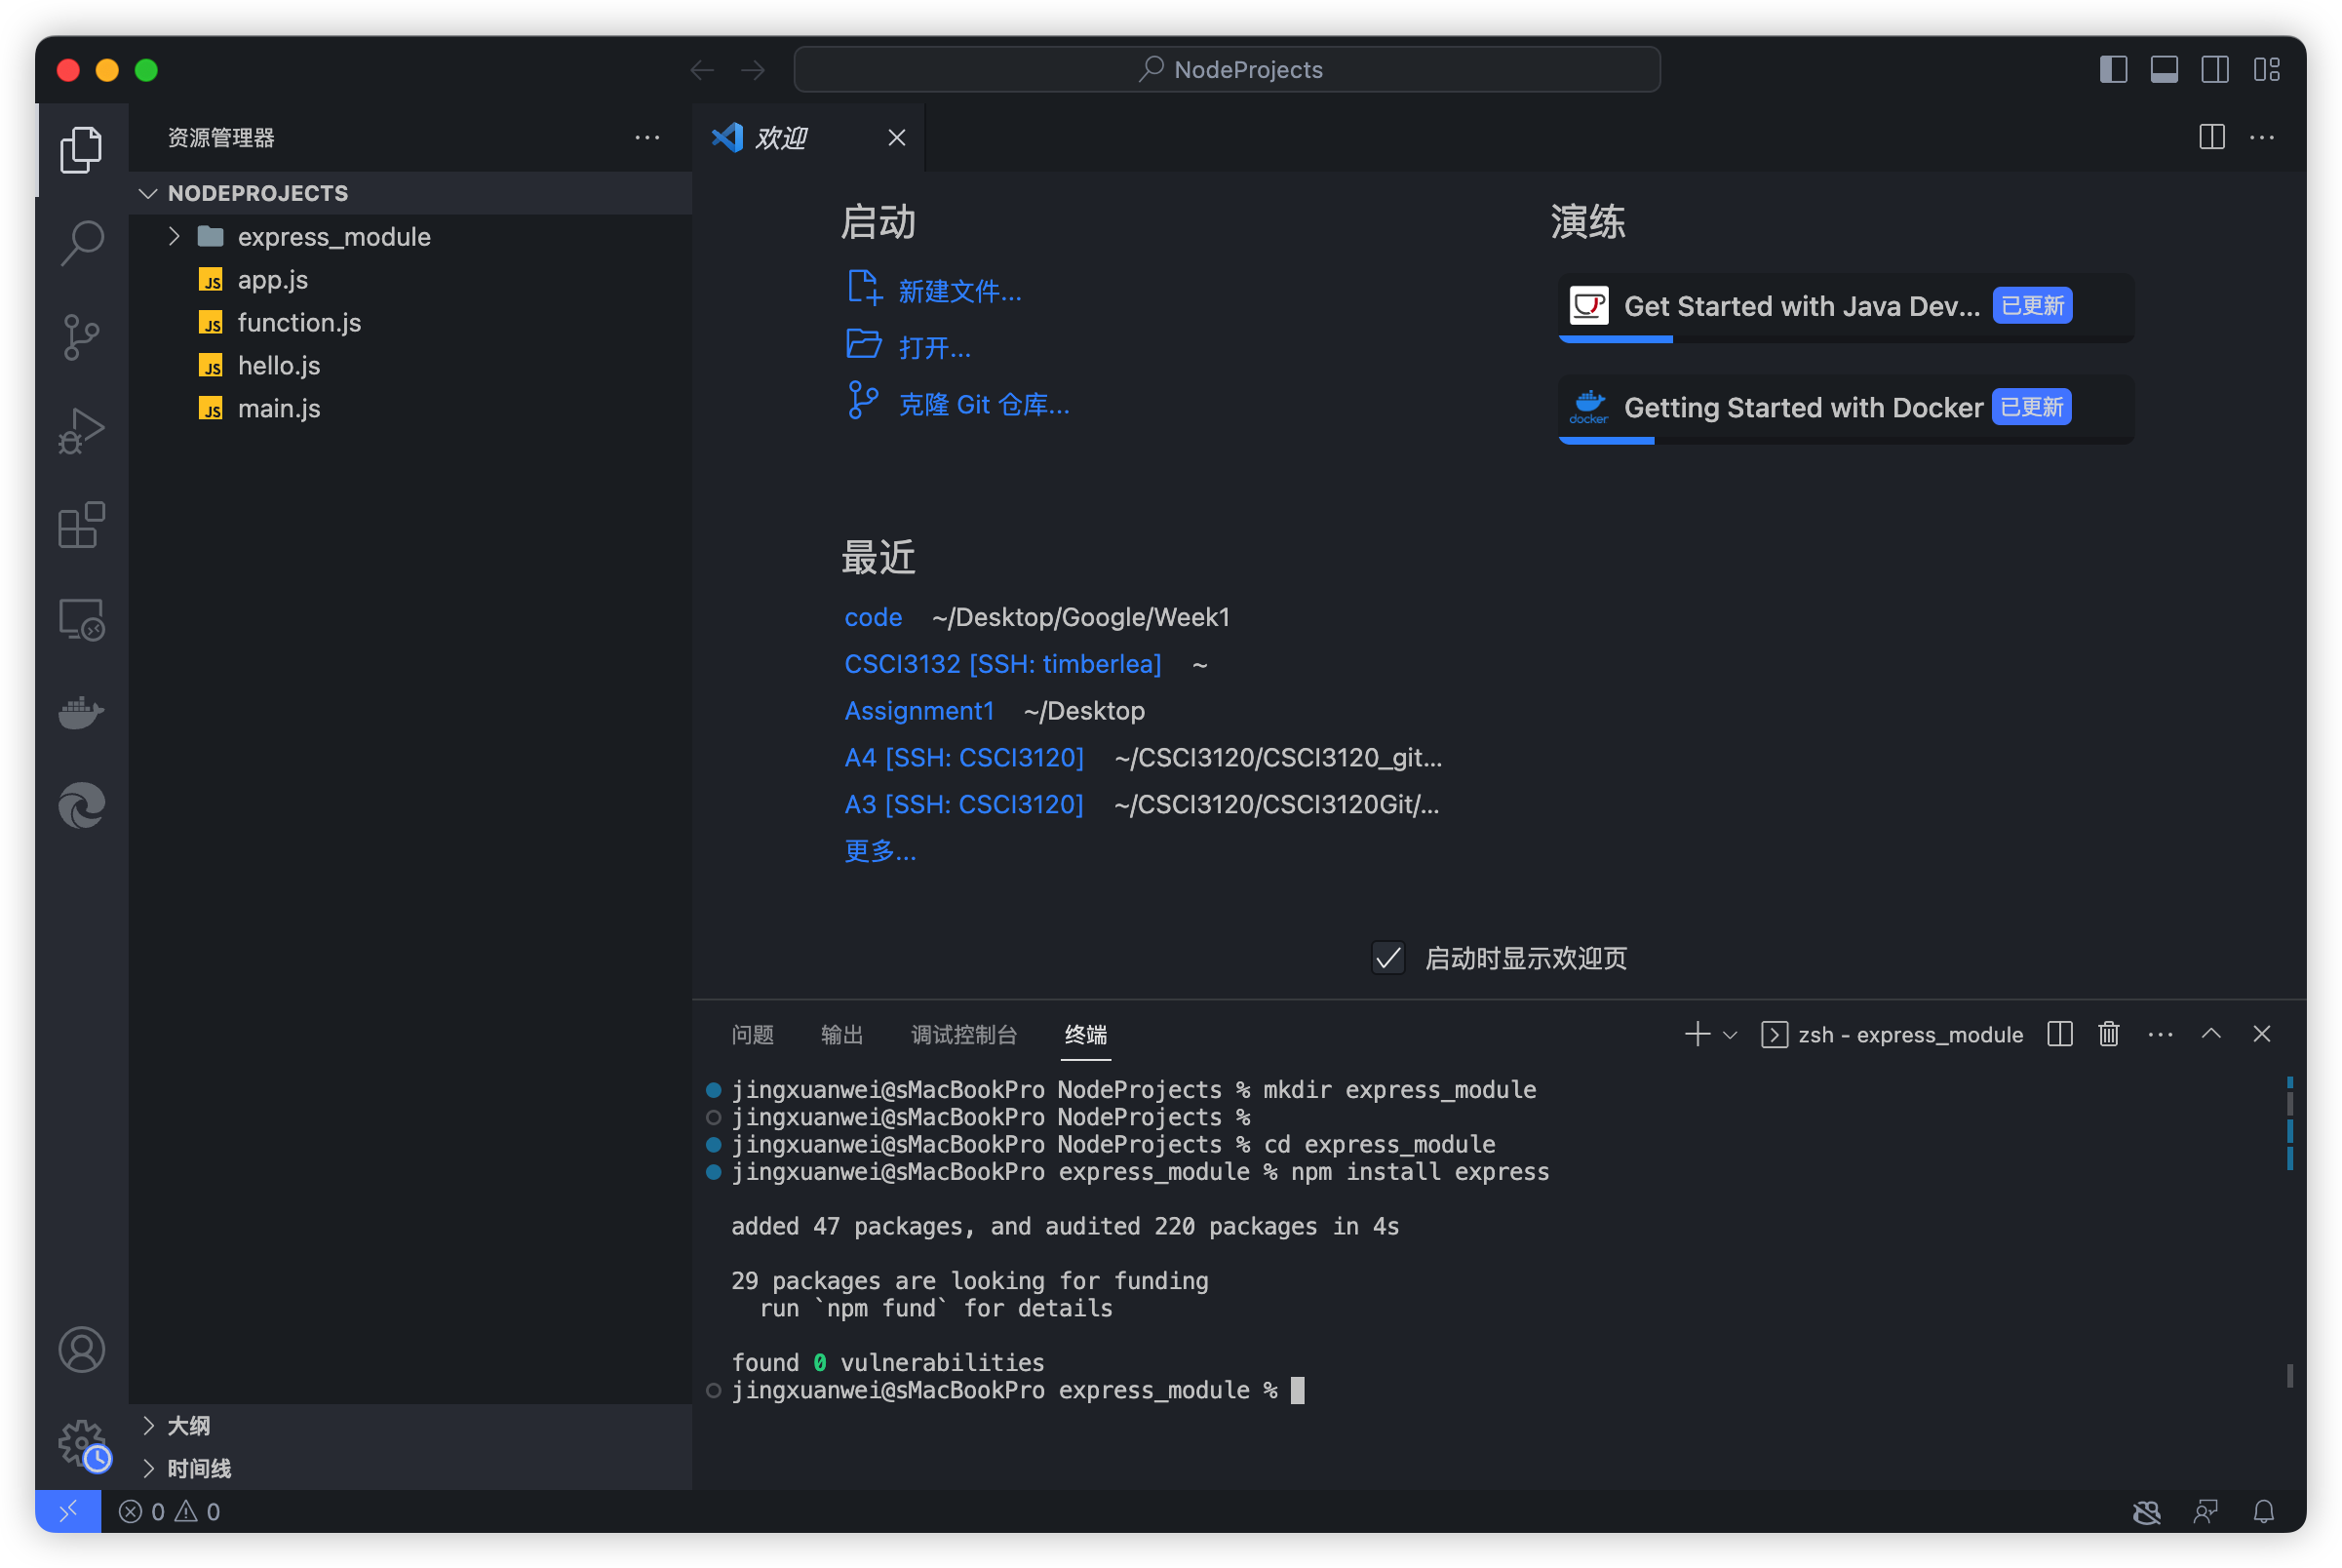 NodeProjects
资源管理器
NODEPROJECTS
express_module
JS app.js
JS function.js
JS hello.js
JS main.js
大纲
时间线
欢迎
启动
新建文件...
打开...
克隆 Git 仓库...
最近
code ~/Desktop/Google/Week1
CSCI3132 [SSH: timberlea] ~
Assignment1 ~/Desktop
A4 [SSH: CSCI3120] ~/CSCI3120/CSCI3120_git...
A3 [SSH: CSCI3120] ~/CSCI3120/CSCI3120Git/...
更多...
演练
Get Started with Java Dev... 已更新
docker Getting Started with Docker 已更新
启动时显示欢迎页
问题 输出 调试控制台 终端 zsh - express_module
jingxuanwei@sMacBookPro NodeProjects % mkdir express_module
jingxuanwei@sMacBookPro NodeProjects %
jingxuanwei@sMacBookPro NodeProjects % cd express_module
jingxuanwei@sMacBookPro express_module % npm install express
added 47 packages, and audited 220 packages in 4s
29 packages are looking for funding
run `npm fund` for details
found 0 vulnerabilities
jingxuanwei@sMacBookPro express_module %
0 0